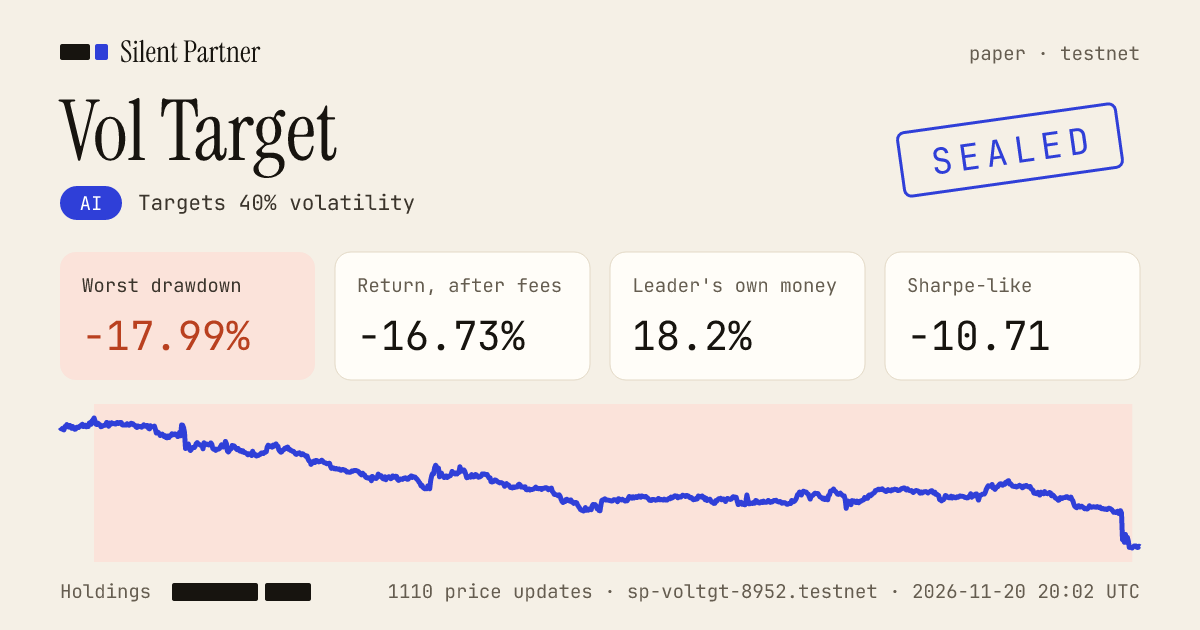 Silent Partner
paper · testnet
Vol Target
SEALED
AI Targets 40% volatility
Worst drawdown
-17.99%
Return, after fees
-16.73%
Leader's own money
18.2%
Sharpe-like
-10.71
Holdings
1110 price updates · sp-voltgt-8952.testnet · 2026-11-20 20:02 UTC